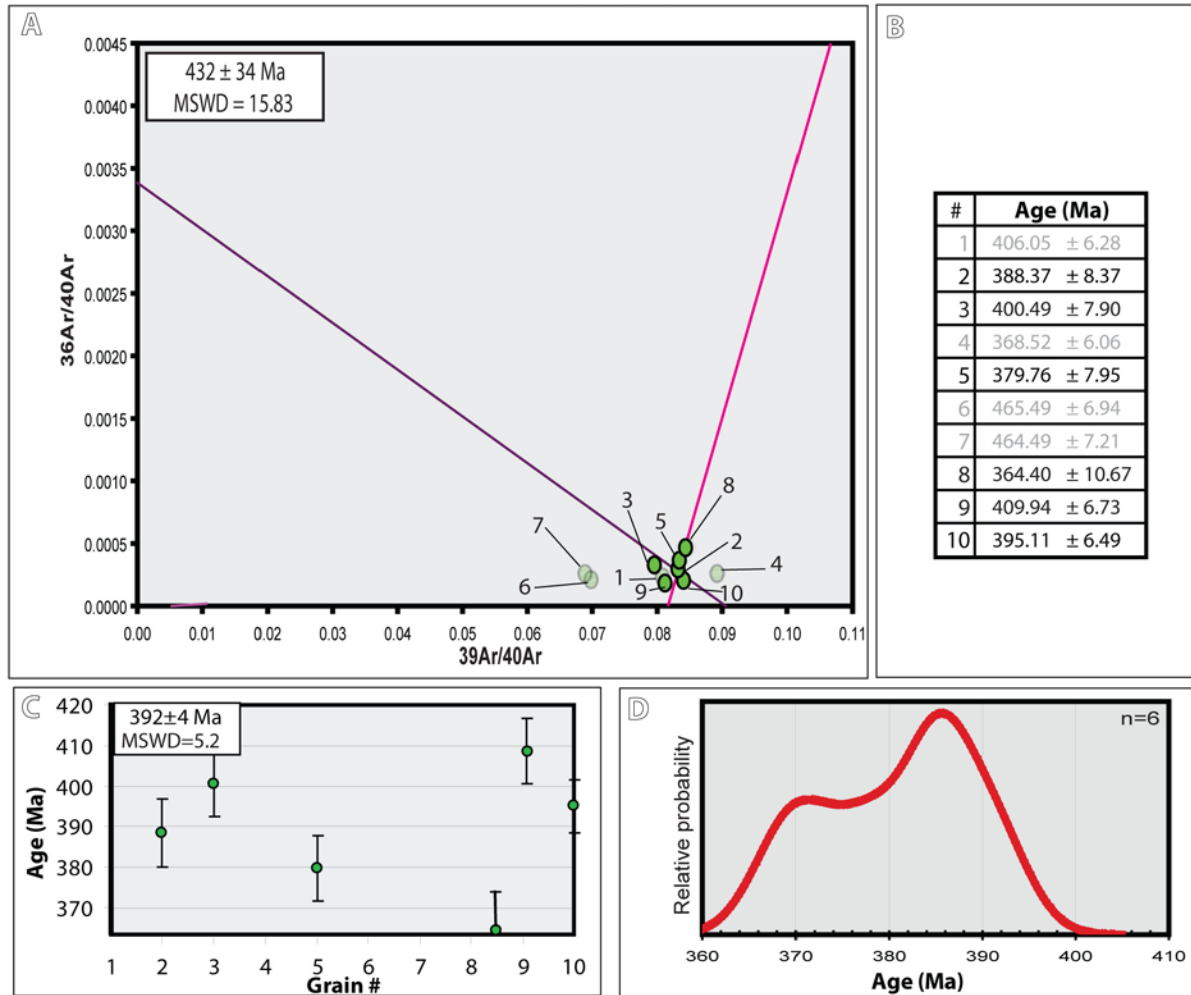 A
432 ± 34 Ma
MSWD = 15.83
0.0045
0.0040
0.0035
0.0030
0.0025
0.0020
0.0015
0.0010
0.0005
0.0000
36Ar/40Ar
3
5
8
7
2
6
1
9
10
4
0.00 0.01 0.02 0.03 0.04 0.05 0.06 0.07 0.08 0.09 0.10 0.11
39Ar/40Ar
B
# Age (Ma)
1 406.05 ± 6.28
2 388.37 ± 8.37
3 400.49 ± 7.90
4 368.52 ± 6.06
5 379.76 ± 7.95
6 465.49 ± 6.94
7 464.49 ± 7.21
8 364.40 ± 10.67
9 409.94 ± 6.73
10 395.11 ± 6.49
C
392±4 Ma
MSWD=5.2
420
410
400
390
380
370
Age (Ma)
1 2 3 4 5 6 7 8 9 10
Grain #
D
n=6
Relative probability
360 370 380 390 400 410
Age (Ma)